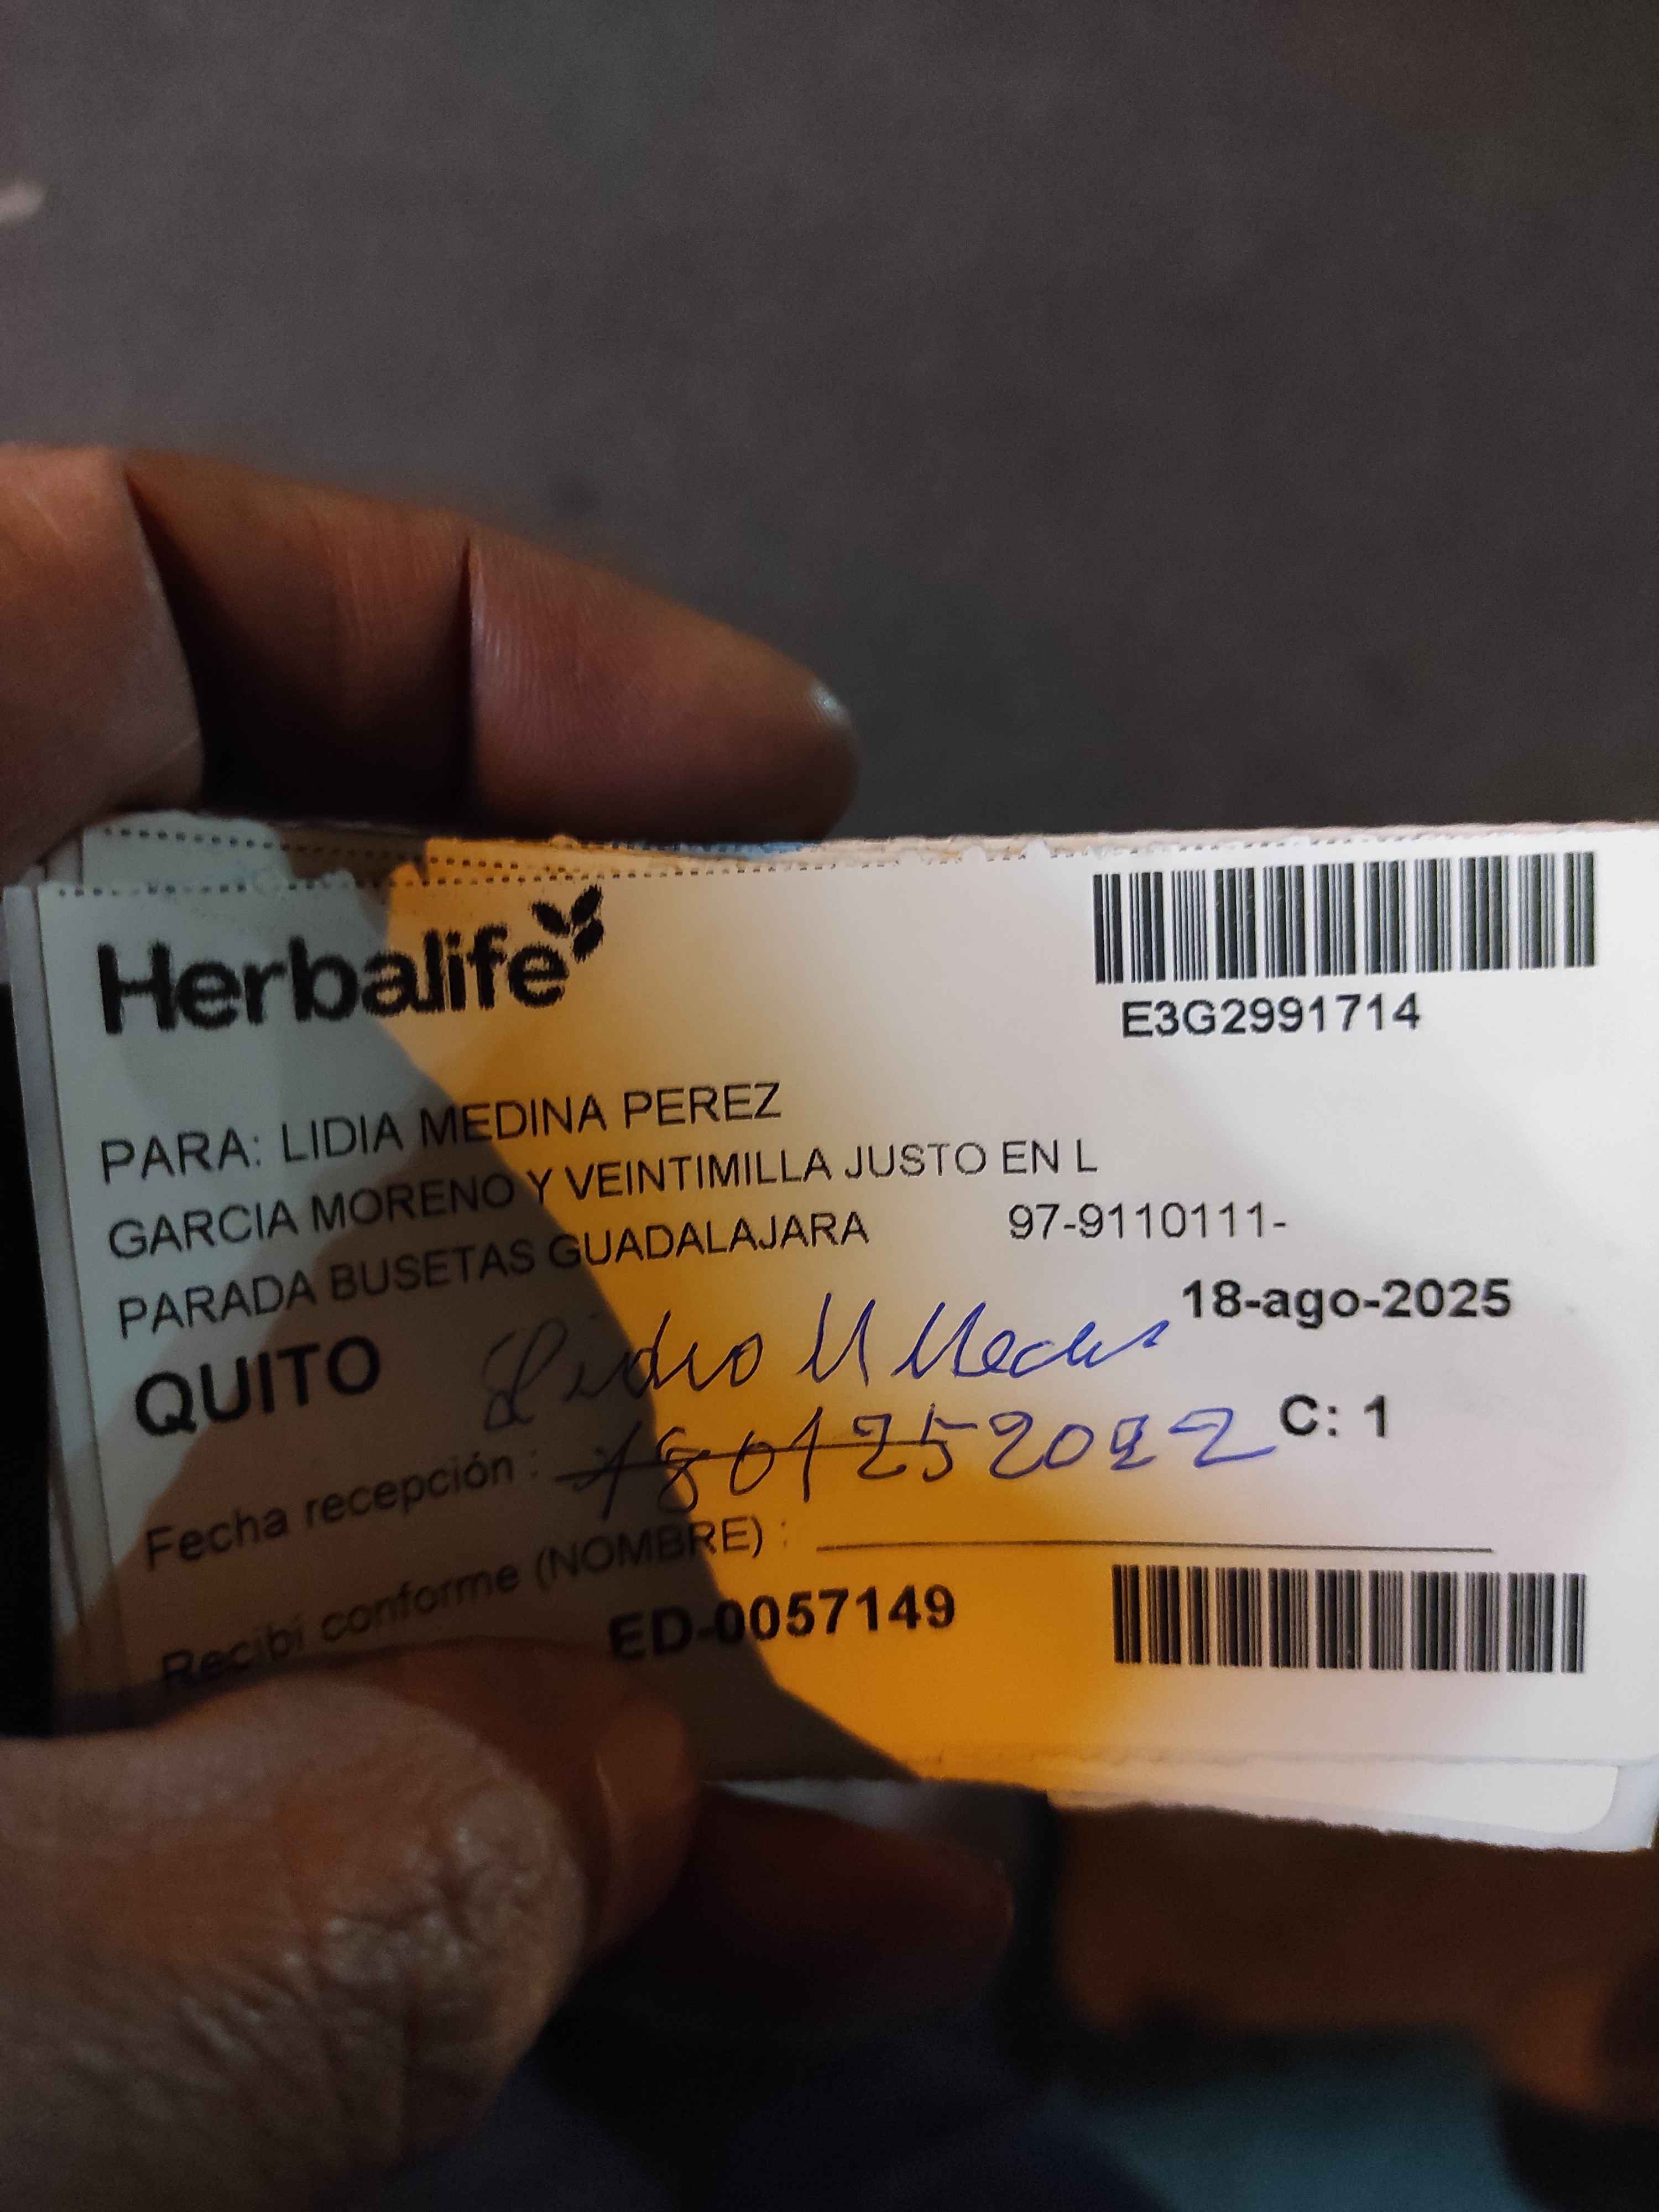 Herbalife
E3G2991714
PARA: LIDIA MEDINA PEREZ
GARCIA MORENO Y VEINTIMILLA JUSTO EN L
PARADA BUSETAS GUADALAJARA 97-9110111-
18-ago-2025
QUITO
C: 1
Fecha recepción :
Recibí conforme (NOMBRE) :
ED-0057149